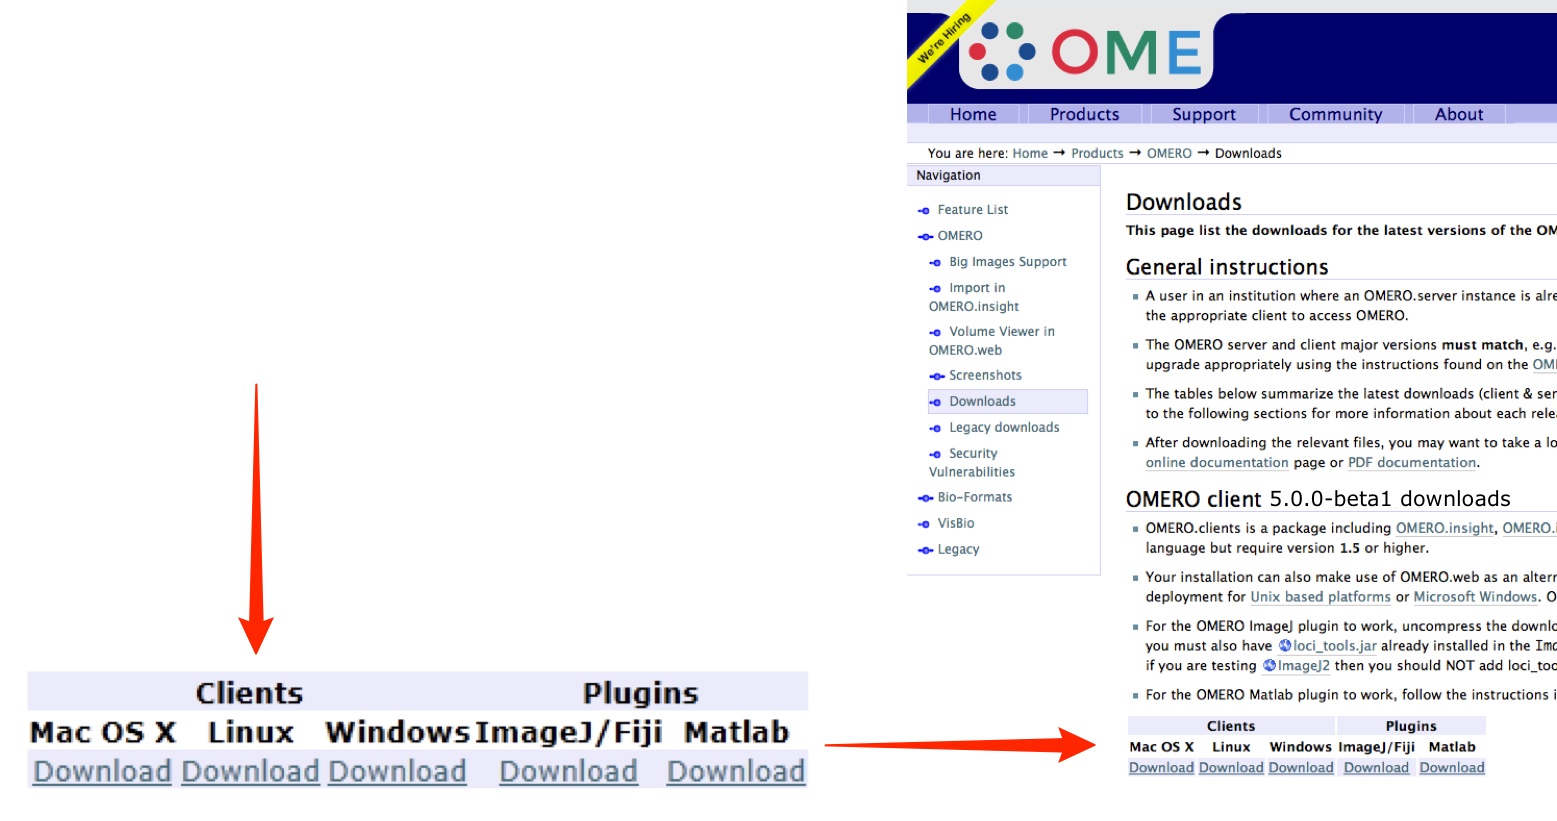 We're Hiring
OME
Home Products Support Community About
You are here: Home → Products → OMERO → Downloads
Navigation
Feature List
OMERO
Big Images Support
Import in
OMERO.insight
Volume Viewer in
OMERO.web
Screenshots
Downloads
Legacy downloads
Security
Vulnerabilities
Bio-Formats
VisBio
Legacy
Downloads
This page list the downloads for the latest versions of the OM
General instructions
A user in an institution where an OMERO.server instance is alre
the appropriate client to access OMERO.
The OMERO server and client major versions must match, e.g.
upgrade appropriately using the instructions found on the OM
The tables below summarize the latest downloads (client & ser
to the following sections for more information about each rele
After downloading the relevant files, you may want to take a lo
online documentation page or PDF documentation.
OMERO client 5.0.0-beta1 downloads
OMERO.clients is a package including OMERO.insight, OMERO.i
language but require version 1.5 or higher.
Your installation can also make use of OMERO.web as an altern
deployment for Unix based platforms or Microsoft Windows. O
For the OMERO ImageJ plugin to work, uncompress the downlo
you must also have loci_tools.jar already installed in the Ima
if you are testing ImageJ2 then you should NOT add loci_too
For the OMERO Matlab plugin to work, follow the instructions i
Clients Plugins
Mac OS X Linux Windows ImageJ/Fiji Matlab
Download Download Download Download Download
Clients Plugins
Mac OS X Linux Windows ImageJ/Fiji Matlab
Download Download Download Download Download